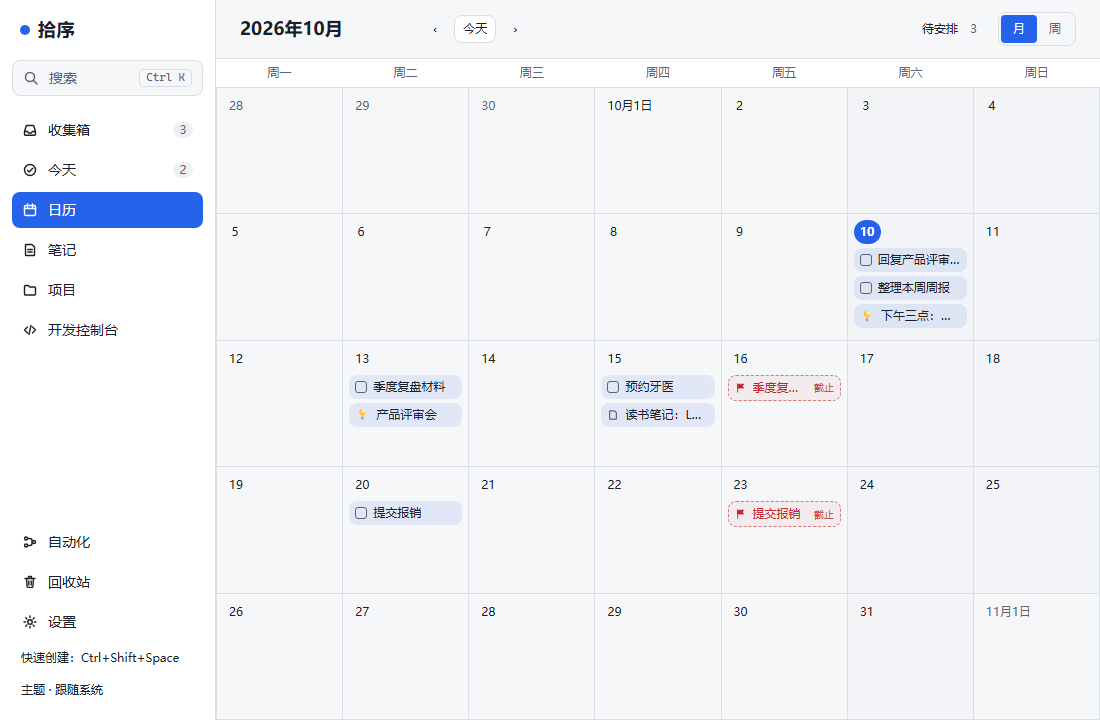 拾序
搜索 Ctrl K
收集箱 3
今天 2
日历
笔记
项目
开发控制台
自动化
回收站
设置
快速创建：Ctrl+Shift+Space
主题 · 跟随系统
2026年10月 ‹ 今天 › 待安排 3 月 周
周一 周二 周三 周四 周五 周六 周日
28 29 30 10月1日 2 3 4
5 6 7 8 9 10 11
回复产品评审...
整理本周周报
下午三点：...
12 13 14 15 16 17 18
季度复盘材料 预约牙医 季度复... 截止
产品评审会 读书笔记：L...
19 20 21 22 23 24 25
提交报销 提交报销 截止
26 27 28 29 30 31 11月1日